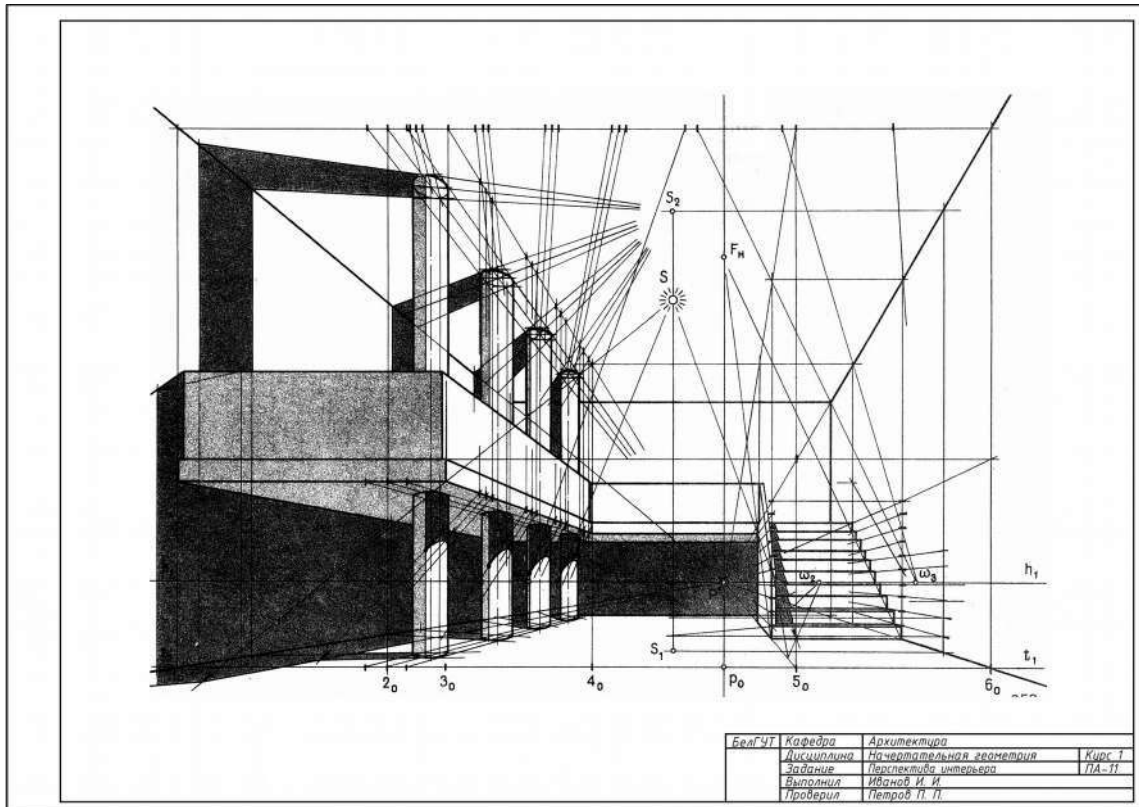 S₂
Fₙ
S
ω₂
ω₃
h₁
S₁
t₁
2₀
3₀
4₀
p₀
5₀
6₀
БелГУТ Кафедра Архитектура
Дисциплина Начертательная геометрия Курс 1
Задание Перспектива интерьера ПА-11
Выполнил Иванов И. И.
Проверил Петров П. П.